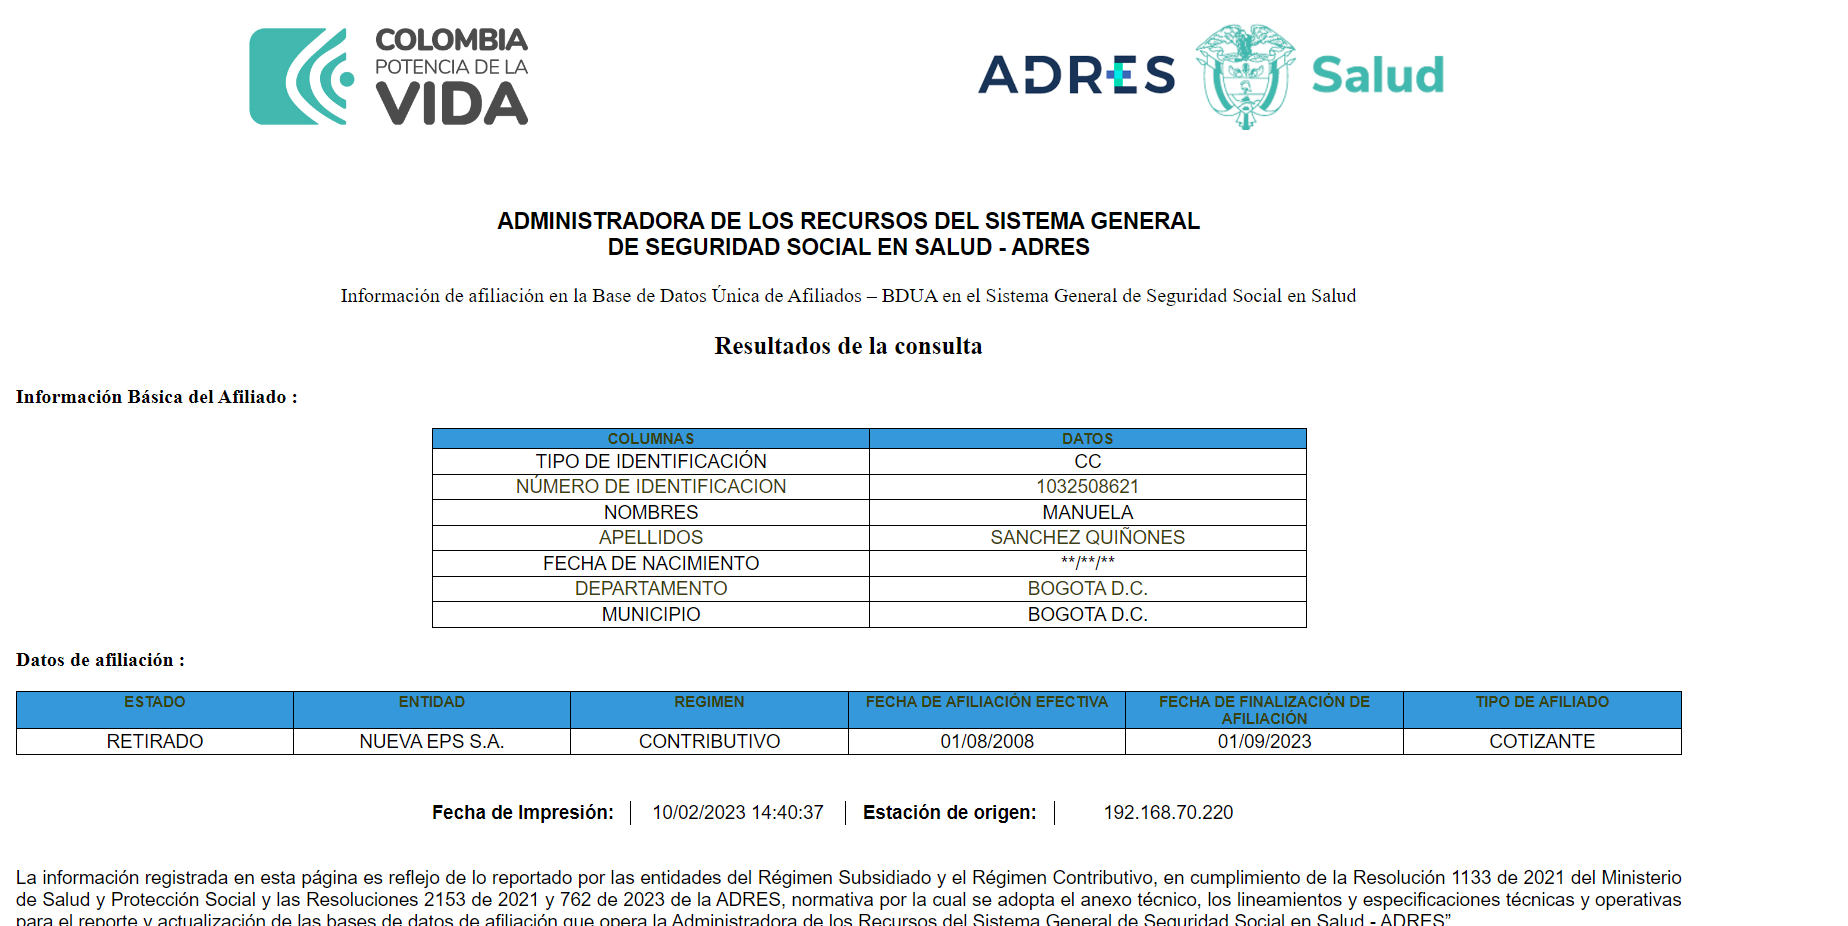 COLOMBIA
POTENCIA DE LA
VIDA
ADRES Salud
ADMINISTRADORA DE LOS RECURSOS DEL SISTEMA GENERAL
DE SEGURIDAD SOCIAL EN SALUD - ADRES
Información de afiliación en la Base de Datos Única de Afiliados – BDUA en el Sistema General de Seguridad Social en Salud
Resultados de la consulta
Información Básica del Afiliado :
COLUMNAS DATOS
TIPO DE IDENTIFICACIÓN CC
NÚMERO DE IDENTIFICACION 1032508621
NOMBRES MANUELA
APELLIDOS SANCHEZ QUIÑONES
FECHA DE NACIMIENTO **/**/**
DEPARTAMENTO BOGOTA D.C.
MUNICIPIO BOGOTA D.C.
Datos de afiliación :
ESTADO ENTIDAD REGIMEN FECHA DE AFILIACIÓN EFECTIVA FECHA DE FINALIZACIÓN DE AFILIACIÓN TIPO DE AFILIADO
RETIRADO NUEVA EPS S.A. CONTRIBUTIVO 01/08/2008 01/09/2023 COTIZANTE
Fecha de Impresión: 10/02/2023 14:40:37 Estación de origen: 192.168.70.220
La información registrada en esta página es reflejo de lo reportado por las entidades del Régimen Subsidiado y el Régimen Contributivo, en cumplimiento de la Resolución 1133 de 2021 del Ministerio
de Salud y Protección Social y las Resoluciones 2153 de 2021 y 762 de 2023 de la ADRES, normativa por la cual se adopta el anexo técnico, los lineamientos y especificaciones técnicas y operativas
para el reporte y actualización de las bases de datos de afiliación que opera la Administradora de los Recursos del Sistema General de Seguridad Social en Salud - ADRES”